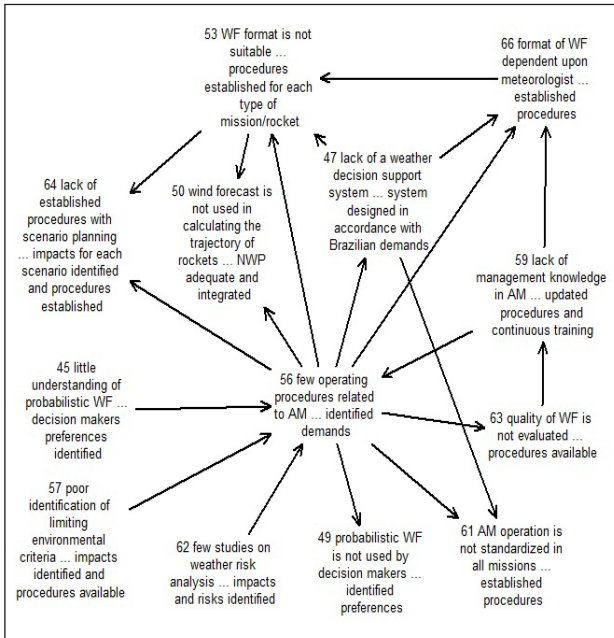 53 WF format is not
suitable ...
procedures
established for each
type of
mission/rocket
66 format of WF
dependent upon
meteorologist ...
established
procedures
47 lack of a weather
decision support
system ... system
designed in
accordance with
Brazilian demands
64 lack of
established
procedures with
scenario planning
... impacts for each
scenario identified
and procedures
established
50 wind forecast is
not used in
calculating the
trajectory of
rockets ... NWP
adequate and
integrated
59 lack of
management knowledge
in AM ... updated
procedures and
continuous training
45 little
understanding of
probabilistic WF ...
decision makers
preferences
identified
56 few operating
procedures related
to AM ... identified
demands
63 quality of WF is
not evaluated ...
procedures available
57 poor
identification of
limiting
environmental
criteria ... impacts
identified and
procedures available
62 few studies on
weather risk
analysis ... impacts
and risks identified
49 probabilistic WF
is not used by
decision makers ...
identified
preferences
61 AM operation is
not standardized in
all missions ...
established
procedures